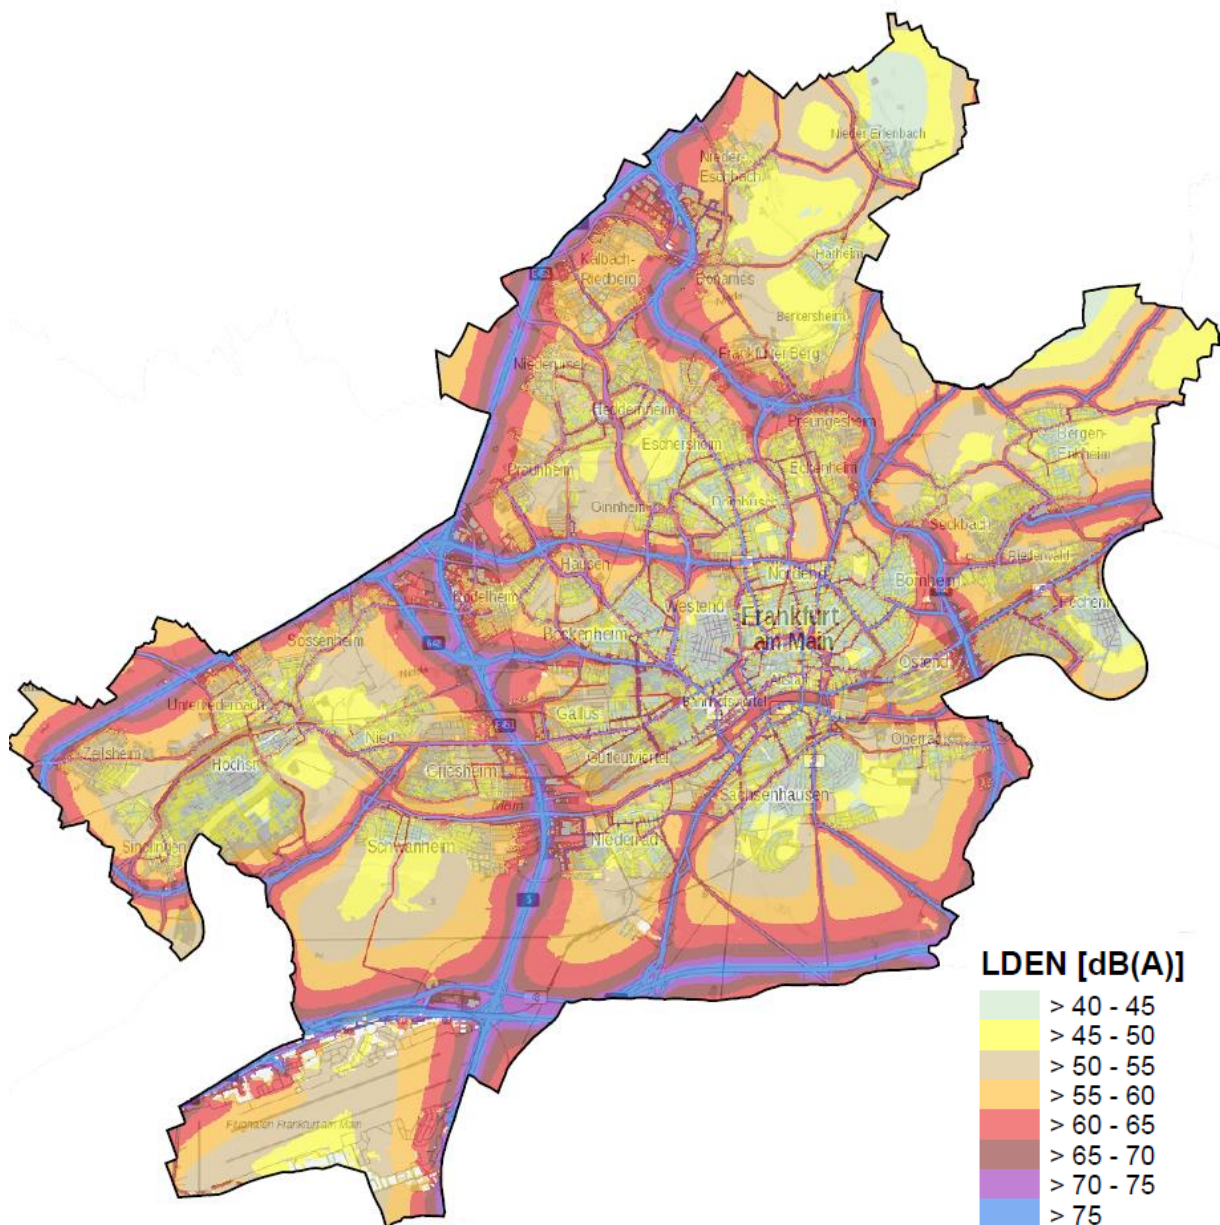 Nieder Erlenbach
Nieder-
Eschbach
Harheim
Kalbach-
Riedberg
Bonames
Berkersheim
Frankfurter Berg
Niederursel
Heddernheim
Preungesheim
Eschersheim
Bergen-
Enkheim
Praunheim
Eckenheim
Ginnheim
Dornbusch
Seckbach
Hausen
Nordend
Bornheim
Riederwald
Rödelheim
Westend
Fechenh
Frankfurt
am Main
Sossenheim
Bockenheim
Ostend
Altstadt
Unterliederbach
Gallus
Bahnhofsviertel
Nied
Oberrad
Zeilsheim
Höchst
Griesheim
Gutleutviertel
Main
Sachsenhausen
Sindlingen
Schwanheim
Niederrad
5
Flughafen Frankfurt am Main
LDEN [dB(A)]
> 40 - 45
> 45 - 50
> 50 - 55
> 55 - 60
> 60 - 65
> 65 - 70
> 70 - 75
> 75